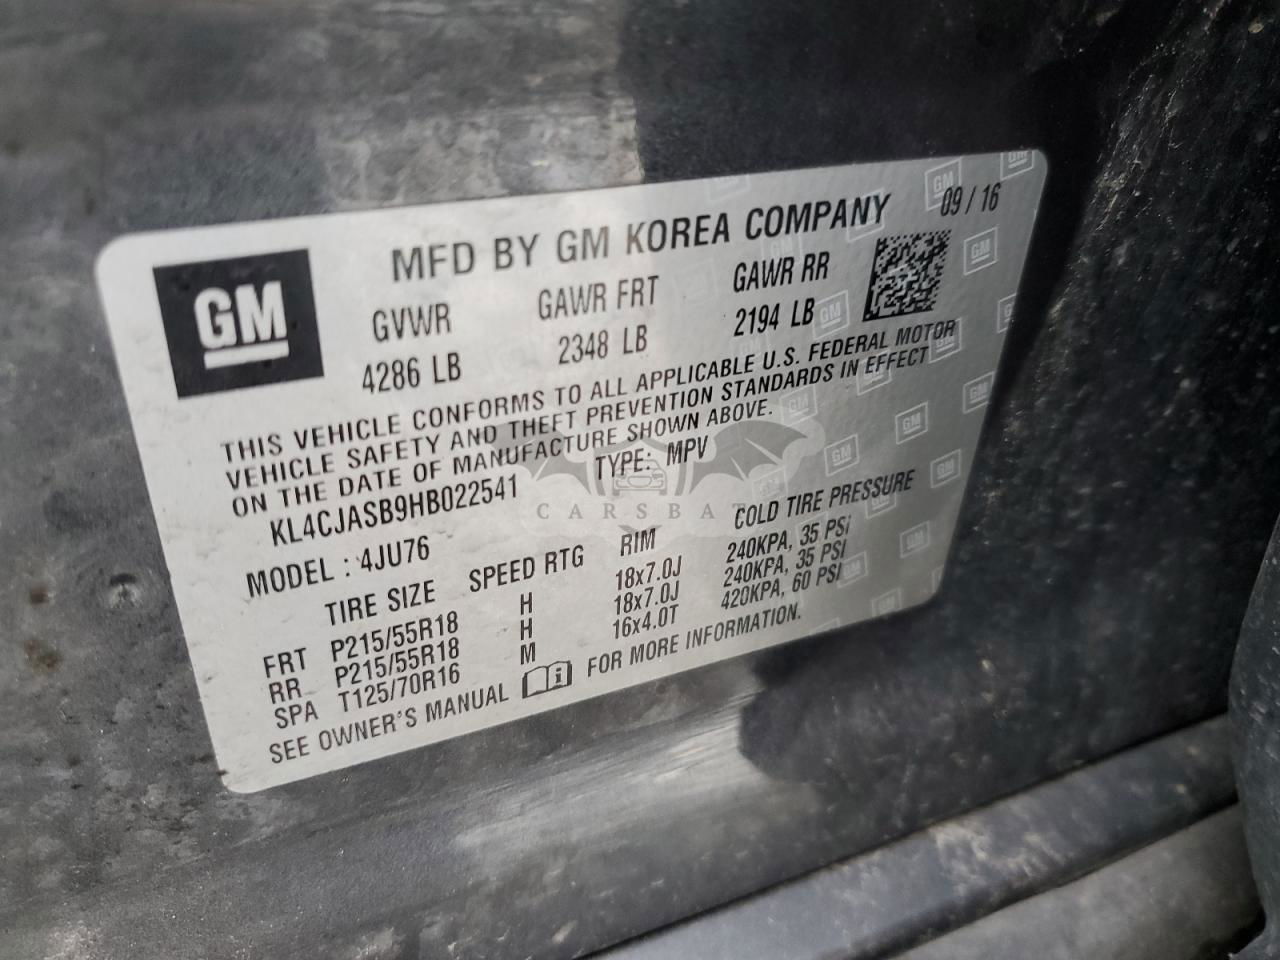 MFD BY GM KOREA COMPANY 09 / 16
GM
GVWR GAWR FRT GAWR RR
4286 LB 2348 LB 2194 LB
THIS VEHICLE CONFORMS TO ALL APPLICABLE U.S. FEDERAL MOTOR
VEHICLE SAFETY AND THEFT PREVENTION STANDARDS IN EFFECT
ON THE DATE OF MANUFACTURE SHOWN ABOVE.
KL4CJASB9HB022541 TYPE: MPV
MODEL : 4JU76
TIRE SIZE SPEED RTG RIM COLD TIRE PRESSURE
FRT P215/55R18 H 18x7.0J 240KPA, 35 PSI
RR P215/55R18 H 18x7.0J 240KPA, 35 PSI
SPA T125/70R16 M 16x4.0T 420KPA, 60 PSI
SEE OWNER'S MANUAL FOR MORE INFORMATION.
CARSBAT